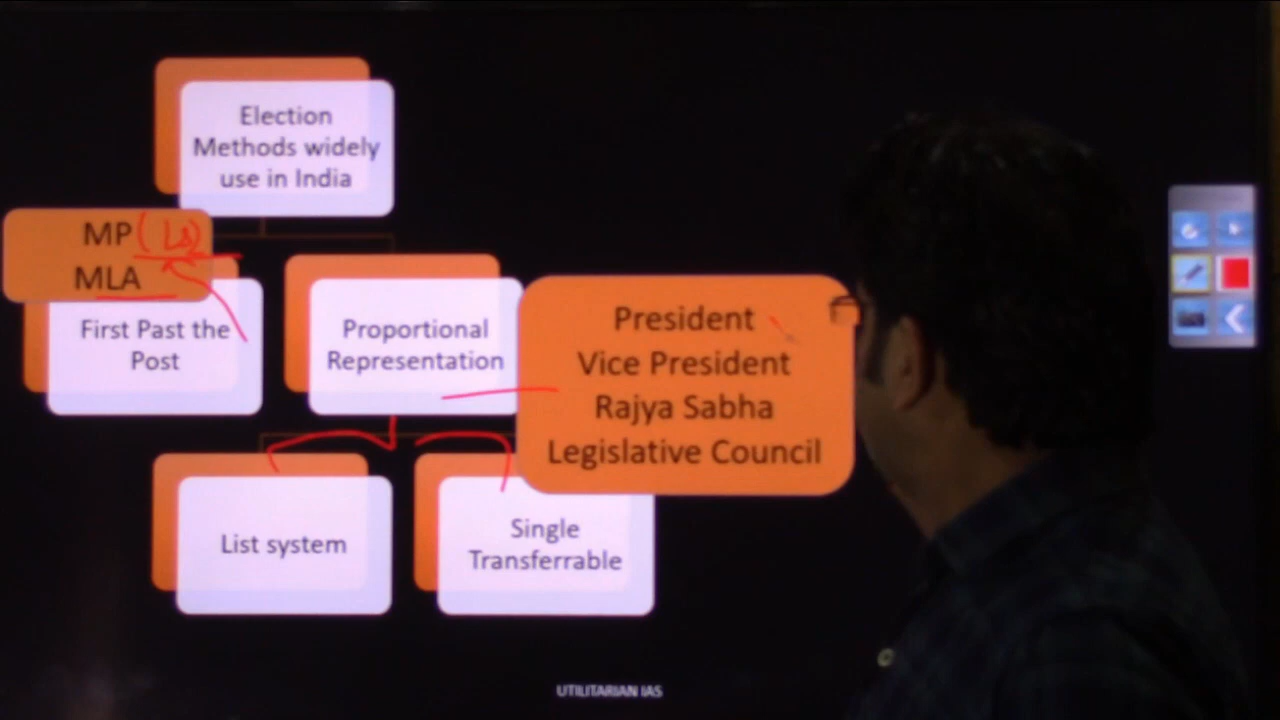 Election
Methods widely
use in India
MP (Ls)
MLA
First Past the
Post
Proportional
Representation
President
Vice President
Rajya Sabha
Legislative Council
List system
Single
Transferrable
UTILITARIAN IAS